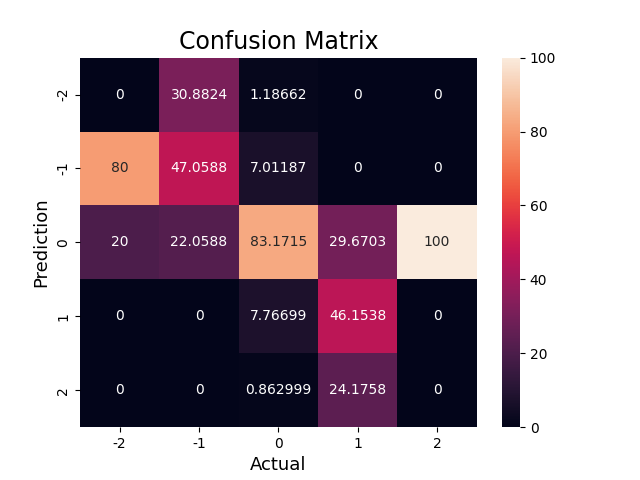 Confusion Matrix
100
-2 0 30.8824 1.18662 0 0
80
-1 80 47.0588 7.01187 0 0
60
Prediction
0 20 22.0588 83.1715 29.6703 100
40
1 0 0 7.76699 46.1538 0
20
2 0 0 0.862999 24.1758 0
0
-2 -1 0 1 2
Actual